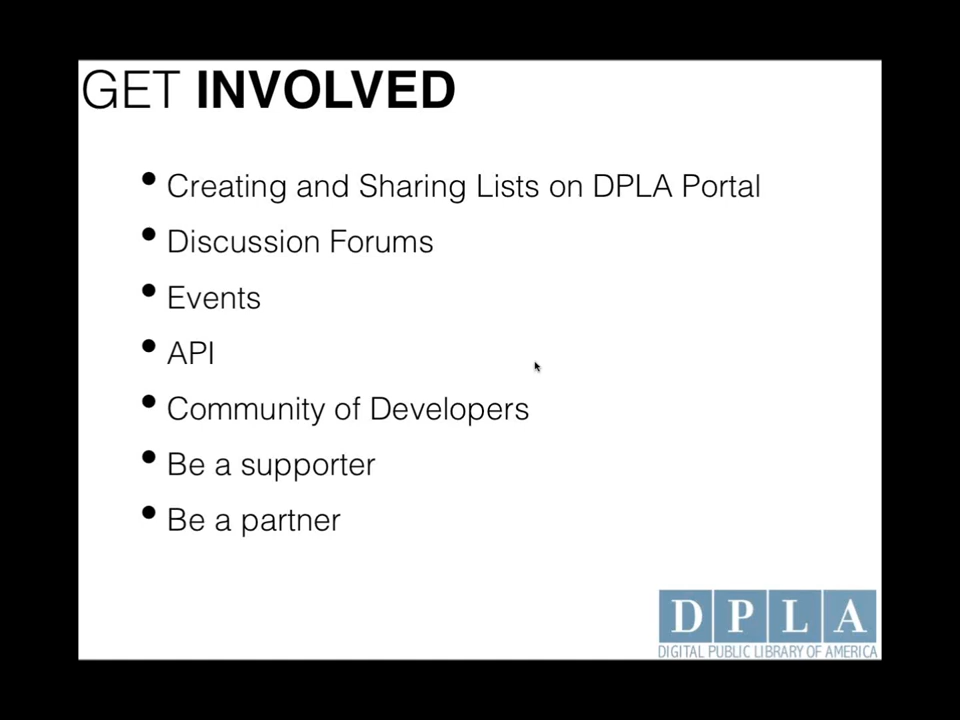 GET INVOLVED
• Creating and Sharing Lists on DPLA Portal
• Discussion Forums
• Events
• API
• Community of Developers
• Be a supporter
• Be a partner
DPLA
DIGITAL PUBLIC LIBRARY OF AMERICA